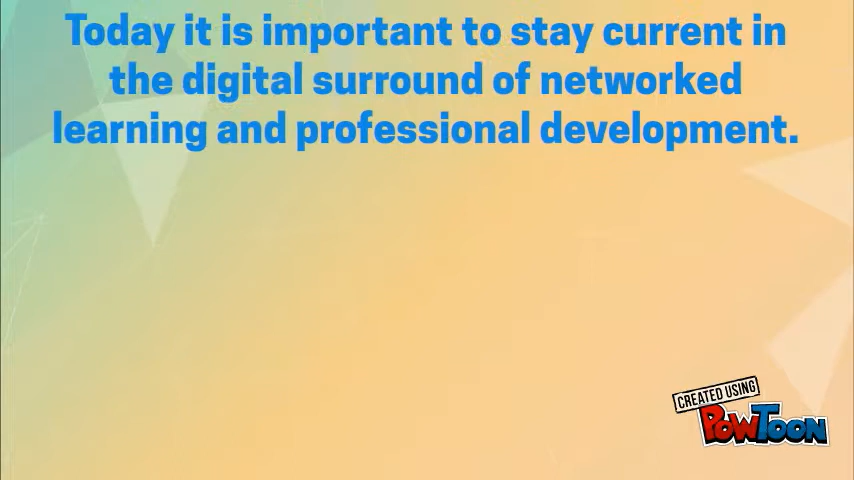 Today it is important to stay current in
the digital surround of networked
learning and professional development.
CREATED USING
POWTOON